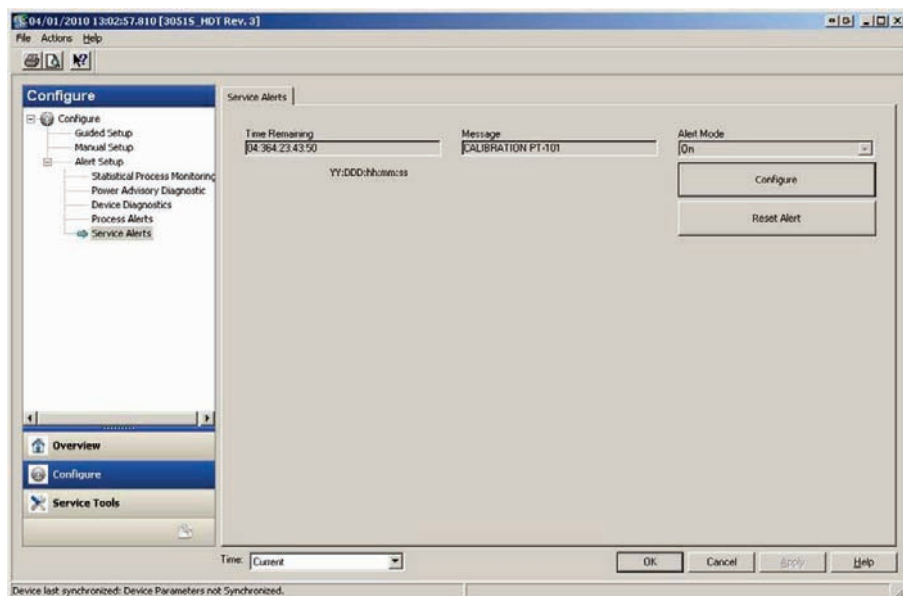 04/01/2010 13:02:57.810 [3051S_HDT Rev. 3]
File Actions Help
Configure
Configure
Guided Setup
Manual Setup
Alert Setup
Statistical Process Monitoring
Power Advisory Diagnostic
Device Diagnostics
Process Alerts
Service Alerts
Overview
Configure
Service Tools
Service Alerts
Time Remaining
04:364:23:43:50
YY:DDD:hh:mm:ss
Message
CALIBRATION PT-101
Alert Mode
On
Configure
Reset Alert
Time: Current
OK Cancel Apply Help
Device last synchronized: Device Parameters not Synchronized.